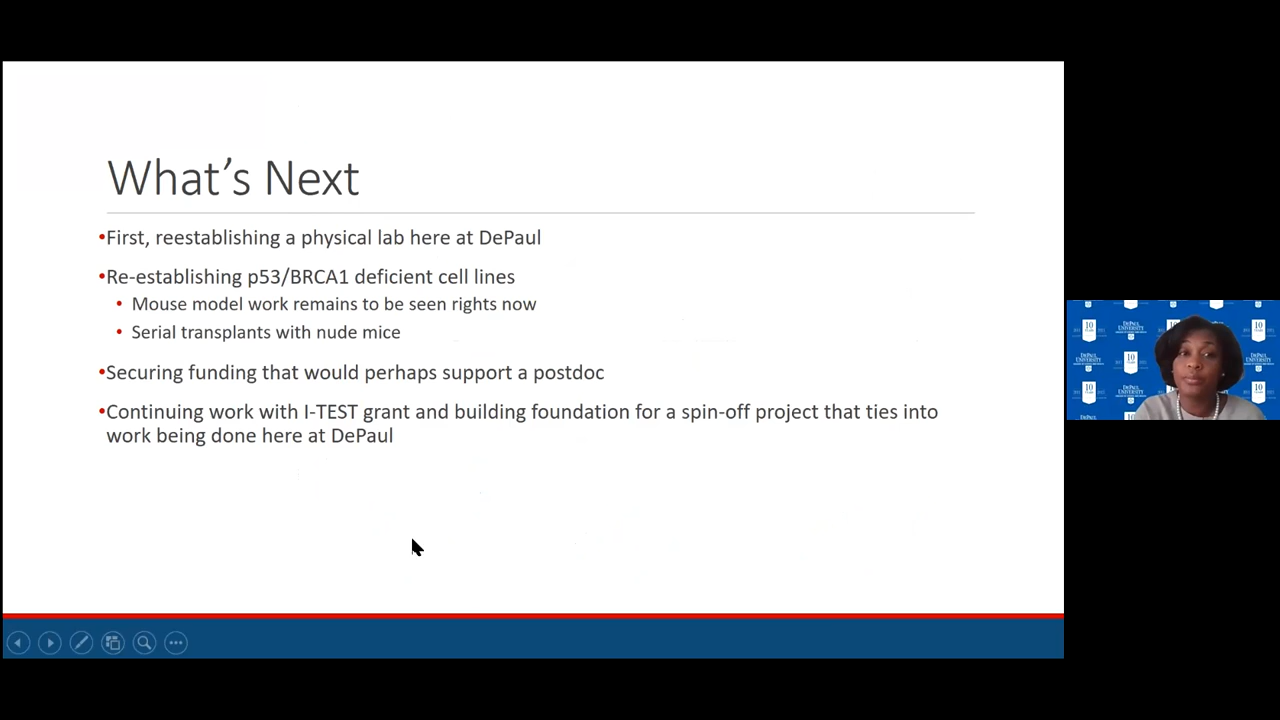 What's Next
•First, reestablishing a physical lab here at DePaul
•Re-establishing p53/BRCA1 deficient cell lines
• Mouse model work remains to be seen rights now
• Serial transplants with nude mice
•Securing funding that would perhaps support a postdoc
•Continuing work with I-TEST grant and building foundation for a spin-off project that ties into
work being done here at DePaul
10
DEPAUL
UNIVERSITY